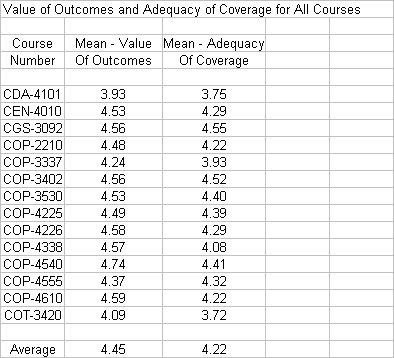 Value of Outcomes and Adequacy of Coverage for All Courses
Course Mean - Value Mean - Adequacy
Number Of Outcomes Of Coverage
CDA-4101 3.93 3.75
CEN-4010 4.53 4.29
CGS-3092 4.56 4.55
COP-2210 4.48 4.22
COP-3337 4.24 3.93
COP-3402 4.56 4.52
COP-3530 4.53 4.40
COP-4225 4.49 4.39
COP-4226 4.58 4.29
COP-4338 4.57 4.08
COP-4540 4.74 4.41
COP-4555 4.37 4.32
COP-4610 4.59 4.22
COT-3420 4.09 3.72
Average 4.45 4.22